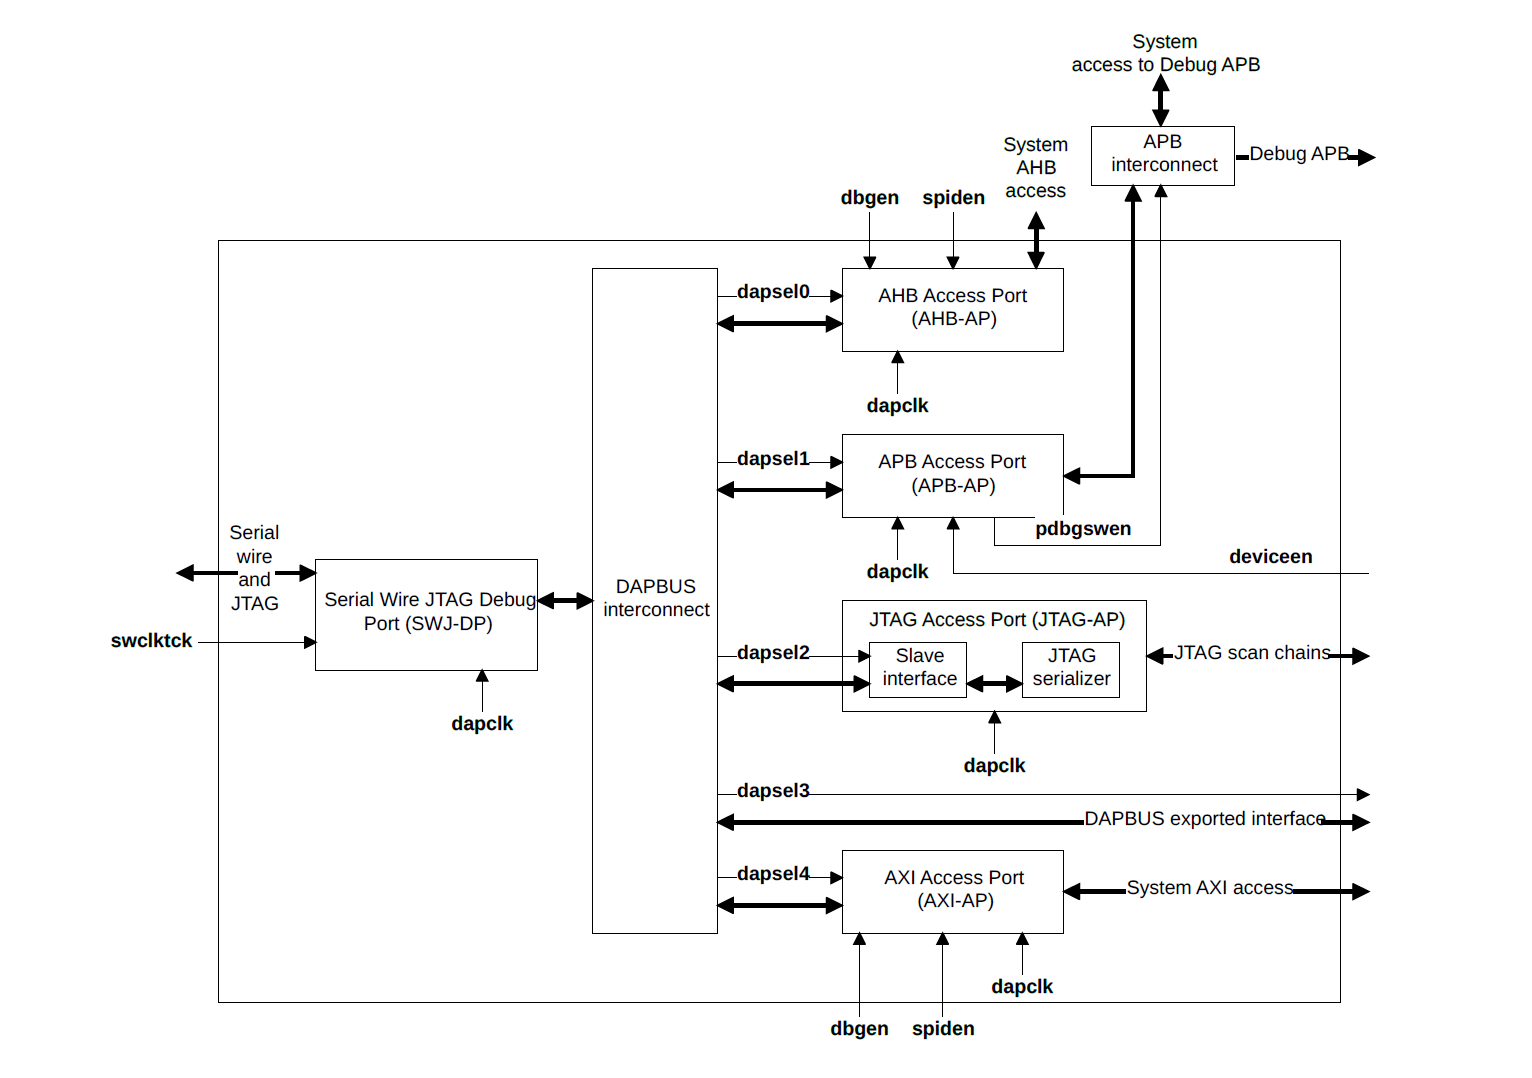 System
access to Debug APB
System
AHB
access
APB
interconnect
Debug APB
dbgen
spiden
dapsel0
AHB Access Port
(AHB-AP)
dapclk
dapsel1
APB Access Port
(APB-AP)
pdbgswen
deviceen
dapclk
Serial
wire
and
JTAG
swclktck
Serial Wire JTAG Debug
Port (SWJ-DP)
dapclk
DAPBUS
interconnect
JTAG Access Port (JTAG-AP)
dapsel2
Slave
interface
JTAG
serializer
JTAG scan chains
dapclk
dapsel3
DAPBUS exported interface
dapsel4
AXI Access Port
(AXI-AP)
System AXI access
dapclk
dbgen
spiden